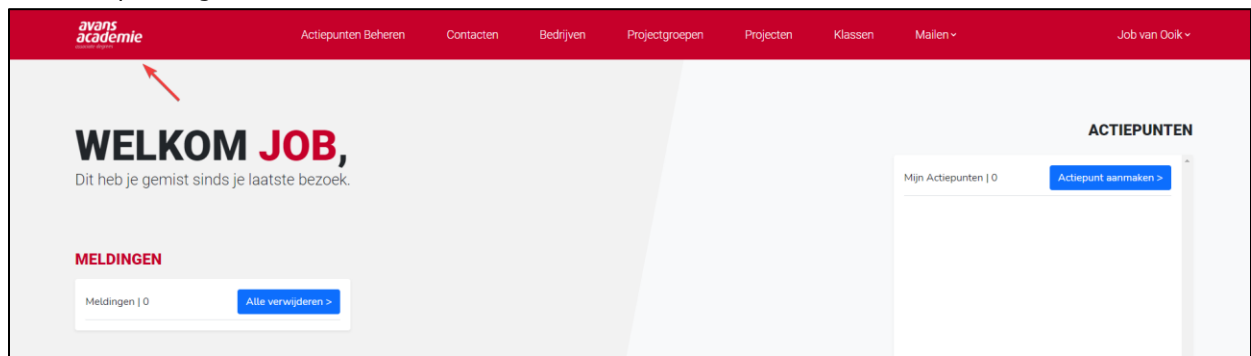 avans
academie
Actiepunten Beheren
Contacten
Bedrijven
Projectgroepen
Projecten
Klassen
Mailen
Job van Ooik
WELKOM JOB,
Dit heb je gemist sinds je laatste bezoek.
MELDINGEN
Meldingen | 0
Alle verwijderen >
ACTIEPUNTEN
Mijn Actiepunten | 0
Actiepunt aanmaken >